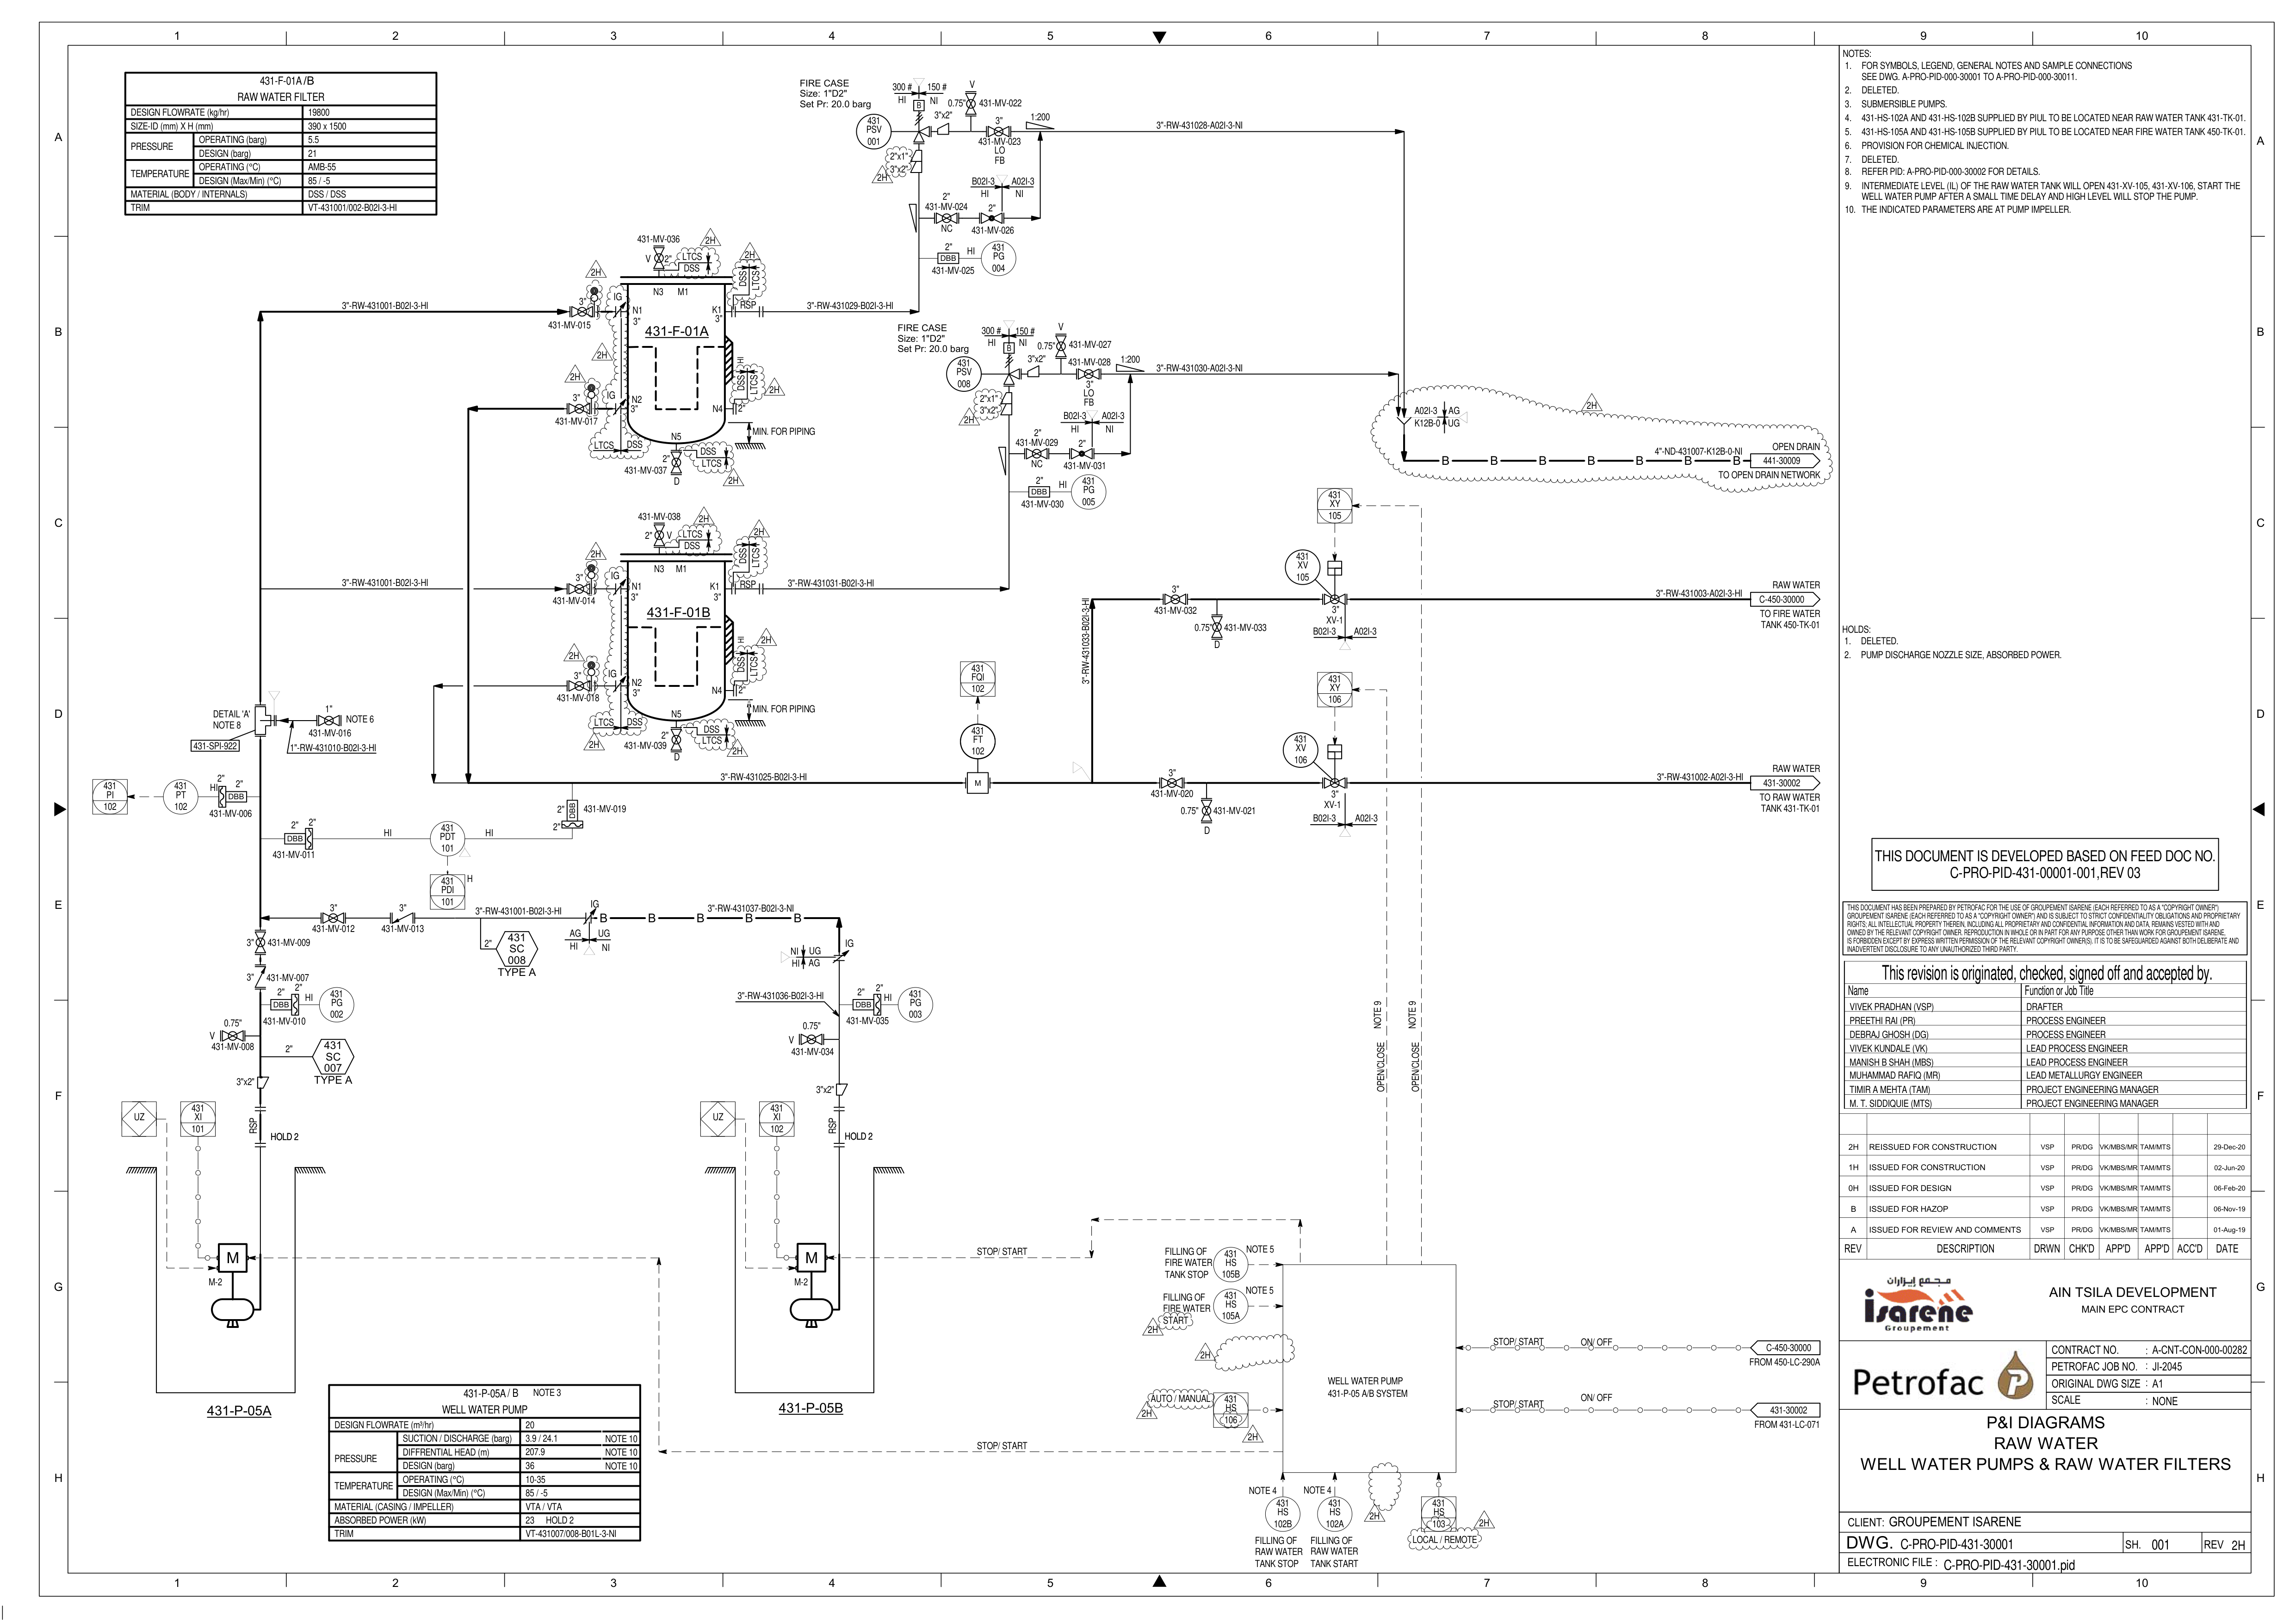 1 2 3 4 5 6 7 8 9 10
A
B
C
D
E
F
G
H
431-F-01A/B
RAW WATER FILTER
DESIGN FLOWRATE (kg/hr) 19800
SIZE-ID (mm) X H (mm) 390 x 1500
PRESSURE
OPERATING (barg) 5.5
DESIGN (barg) 21
TEMPERATURE
OPERATING (°C) AMB-55
DESIGN (Max/Min) (°C) 85 / -5
MATERIAL (BODY / INTERNALS) DSS / DSS
TRIM VT-431001/002-B02I-3-HI
FIRE CASE
Size: 1"D2"
Set Pr: 20.0 barg
300 # 150 #
HI NI
B
431 PSV 001
3"x2"
0.75" V 431-MV-022
3"
431-MV-023
LO
FB
1:200
3"-RW-431028-A02I-3-NI
2"x1"
3"x2"
2H
B02I-3 A02I-3
HI NI
2"
431-MV-024
NC
2"
431-MV-026
2" HI
DBB
431-MV-025
431 PG 004
431-MV-036
V 2"
LTCS
DSS
2H
N3 M1
3"-RW-431001-B02I-3-HI
3"
431-MV-015
IG
N1
3"
K1
3"
RSP
3"-RW-431029-B02I-3-HI
431-F-01A
3"
431-MV-017
IG
N2
3"
N4
2"
HI
DSS
LTCS
MIN. FOR PIPING
N5
LTCS DSS
2"
431-MV-037
D
FIRE CASE
Size: 1"D2"
Set Pr: 20.0 barg
300 # 150 #
HI NI
B
431 PSV 008
3"x2"
0.75" V 431-MV-027
431-MV-028
3"
LO
FB
1:200
3"-RW-431030-A02I-3-NI
2"x1"
3"x2"
2H
B02I-3 A02I-3
HI NI
2"
431-MV-029
NC
2"
431-MV-031
2" HI
DBB
431-MV-030
431 PG 005
A02I-3 AG
K12B-0 UG
2H
B B B B B B
4"-ND-431007-K12B-0-NI
OPEN DRAIN
441-30009
TO OPEN DRAIN NETWORK
431-MV-038
2" V
LTCS
DSS
2H
N3 M1
3"-RW-431001-B02I-3-HI
3"
431-MV-014
IG
N1
3"
K1
3"
RSP
3"-RW-431031-B02I-3-HI
431-F-01B
3"
431-MV-018
IG
N2
3"
N4
2"
HI
DSS
LTCS
MIN. FOR PIPING
N5
LTCS DSS
2"
431-MV-039
D
431 XY 105
431 XV 105
3"
XV-1
B02I-3 A02I-3
3"
431-MV-032
0.75" 431-MV-033
D
3"-RW-431033-B02I-3-HI
3"-RW-431003-A02I-3-HI
RAW WATER
C-450-30000
TO FIRE WATER
TANK 450-TK-01
431 FQI 102
431 FT 102
M
431 XY 106
431 XV 106
3"
XV-1
B02I-3 A02I-3
3"
431-MV-020
0.75" 431-MV-021
D
3"-RW-431025-B02I-3-HI
3"-RW-431002-A02I-3-HI
RAW WATER
431-30002
TO RAW WATER
TANK 431-TK-01
DETAIL 'A'
NOTE 8
431-SPI-922
1"
431-MV-016
NOTE 6
1"-RW-431010-B02I-3-HI
431 PI 102
431 PT 102
2" HI 2"
DBB
431-MV-006
2" 2"
DBB
431-MV-011
HI
431 PDT 101
HI
2" DBB 2"
431-MV-019
431 PDI 101
H
3"
431-MV-012
3"
431-MV-013
3"-RW-431001-B02I-3-HI
2"
431 SC 008
TYPE A
IG
B B B B B
3"-RW-431037-B02I-3-NI
AG UG
HI NI
NI UG
HI AG
IG
3" 431-MV-009
3" 431-MV-007
2" 2" HI
DBB
431-MV-010
431 PG 002
0.75"
V
431-MV-008
2"
431 SC 007
TYPE A
3"x2"
RSP
HOLD 2
3"-RW-431036-B02I-3-HI
2" 2" HI
DBB
431-MV-035
431 PG 003
0.75"
V
431-MV-034
3"x2"
RSP
HOLD 2
UZ
431 XI 101
M
M-2
431-P-05A
UZ
431 XI 102
M
M-2
431-P-05B
STOP/ START
STOP/ START
OPEN/CLOSE NOTE 9
OPEN/CLOSE NOTE 9
FILLING OF
FIRE WATER
TANK STOP
431 HS 105B
NOTE 5
FILLING OF
FIRE WATER
START
431 HS 105A
NOTE 5
2H
AUTO / MANUAL
431 HS 106
2H
WELL WATER PUMP
431-P-05 A/B SYSTEM
STOP/ START ON/ OFF
C-450-30000
FROM 450-LC-290A
STOP/ START ON/ OFF
431-30002
FROM 431-LC-071
NOTE 4
431 HS 102B
FILLING OF
RAW WATER
TANK STOP
NOTE 4
431 HS 102A
FILLING OF
RAW WATER
TANK START
2H
431 HS 103
2H
LOCAL / REMOTE
431-P-05A / B NOTE 3
WELL WATER PUMP
DESIGN FLOWRATE (m³/hr) 20
PRESSURE
SUCTION / DISCHARGE (barg) 3.9 / 24.1 NOTE 10
DIFFRENTIAL HEAD (m) 207.9 NOTE 10
DESIGN (barg) 36 NOTE 10
TEMPERATURE
OPERATING (°C) 10-35
DESIGN (Max/Min) (°C) 85 / -5
MATERIAL (CASING / IMPELLER) VTA / VTA
ABSORBED POWER (kW) 23 HOLD 2
TRIM VT-431007/008-B01L-3-NI
NOTES:
1. FOR SYMBOLS, LEGEND, GENERAL NOTES AND SAMPLE CONNECTIONS
SEE DWG. A-PRO-PID-000-30001 TO A-PRO-PID-000-30011.
2. DELETED.
3. SUBMERSIBLE PUMPS.
4. 431-HS-102A AND 431-HS-102B SUPPLIED BY PIUL TO BE LOCATED NEAR RAW WATER TANK 431-TK-01.
5. 431-HS-105A AND 431-HS-105B SUPPLIED BY PIUL TO BE LOCATED NEAR FIRE WATER TANK 450-TK-01.
6. PROVISION FOR CHEMICAL INJECTION.
7. DELETED.
8. REFER PID: A-PRO-PID-000-30002 FOR DETAILS.
9. INTERMEDIATE LEVEL (IL) OF THE RAW WATER TANK WILL OPEN 431-XV-105, 431-XV-106, START THE
WELL WATER PUMP AFTER A SMALL TIME DELAY AND HIGH LEVEL WILL STOP THE PUMP.
10. THE INDICATED PARAMETERS ARE AT PUMP IMPELLER.
HOLDS:
1. DELETED.
2. PUMP DISCHARGE NOZZLE SIZE, ABSORBED POWER.
THIS DOCUMENT IS DEVELOPED BASED ON FEED DOC NO.
C-PRO-PID-431-00001-001,REV 03
THIS DOCUMENT HAS BEEN PREPARED BY PETROFAC FOR THE USE OF GROUPEMENT ISARENE (EACH REFERRED TO AS A "COPYRIGHT OWNER")
GROUPEMENT ISARENE (EACH REFERRED TO AS A "COPYRIGHT OWNER") AND IS SUBJECT TO STRICT CONFIDENTIALITY OBLIGATIONS AND PROPRIETARY
RIGHTS; ALL INTELLECTUAL PROPERTY THEREIN, INCLUDING ALL PROPRIETARY AND CONFIDENTIAL INFORMATION AND DATA, REMAINS VESTED WITH AND
OWNED BY THE RELEVANT COPYRIGHT OWNER. REPRODUCTION IN WHOLE OR IN PART FOR ANY PURPOSE OTHER THAN WORK FOR GROUPEMENT ISARENE,
IS FORBIDDEN EXCEPT BY EXPRESS WRITTEN PERMISSION OF THE RELEVANT COPYRIGHT OWNER(S). IT IS TO BE SAFEGUARDED AGAINST BOTH DELIBERATE AND
INADVERTENT DISCLOSURE TO ANY UNAUTHORIZED THIRD PARTY.
This revision is originated, checked, signed off and accepted by.
Name Function or Job Title
VIVEK PRADHAN (VSP) DRAFTER
PREETHI RAI (PR) PROCESS ENGINEER
DEBRAJ GHOSH (DG) PROCESS ENGINEER
VIVEK KUNDALE (VK) LEAD PROCESS ENGINEER
MANISH B SHAH (MBS) LEAD PROCESS ENGINEER
MUHAMMAD RAFIQ (MR) LEAD METALLURGY ENGINEER
TIMIR A MEHTA (TAM) PROJECT ENGINEERING MANAGER
M. T. SIDDIQUIE (MTS) PROJECT ENGINEERING MANAGER
2H REISSUED FOR CONSTRUCTION VSP PR/DG VK/MBS/MR TAM/MTS 29-Dec-20
1H ISSUED FOR CONSTRUCTION VSP PR/DG VK/MBS/MR TAM/MTS 02-Jun-20
0H ISSUED FOR DESIGN VSP PR/DG VK/MBS/MR TAM/MTS 06-Feb-20
B ISSUED FOR HAZOP VSP PR/DG VK/MBS/MR TAM/MTS 06-Nov-19
A ISSUED FOR REVIEW AND COMMENTS VSP PR/DG VK/MBS/MR TAM/MTS 01-Aug-19
REV DESCRIPTION DRWN CHK'D APP'D APP'D ACC'D DATE
مجمع إيزاران
isarene
Groupement
AIN TSILA DEVELOPMENT
MAIN EPC CONTRACT
Petrofac
CONTRACT NO. : A-CNT-CON-000-00282
PETROFAC JOB NO. : JI-2045
ORIGINAL DWG SIZE : A1
SCALE : NONE
P&I DIAGRAMS
RAW WATER
WELL WATER PUMPS & RAW WATER FILTERS
CLIENT: GROUPEMENT ISARENE
DWG. C-PRO-PID-431-30001 SH. 001 REV 2H
ELECTRONIC FILE : C-PRO-PID-431-30001.pid
1 2 3 4 5 6 7 8 9 10